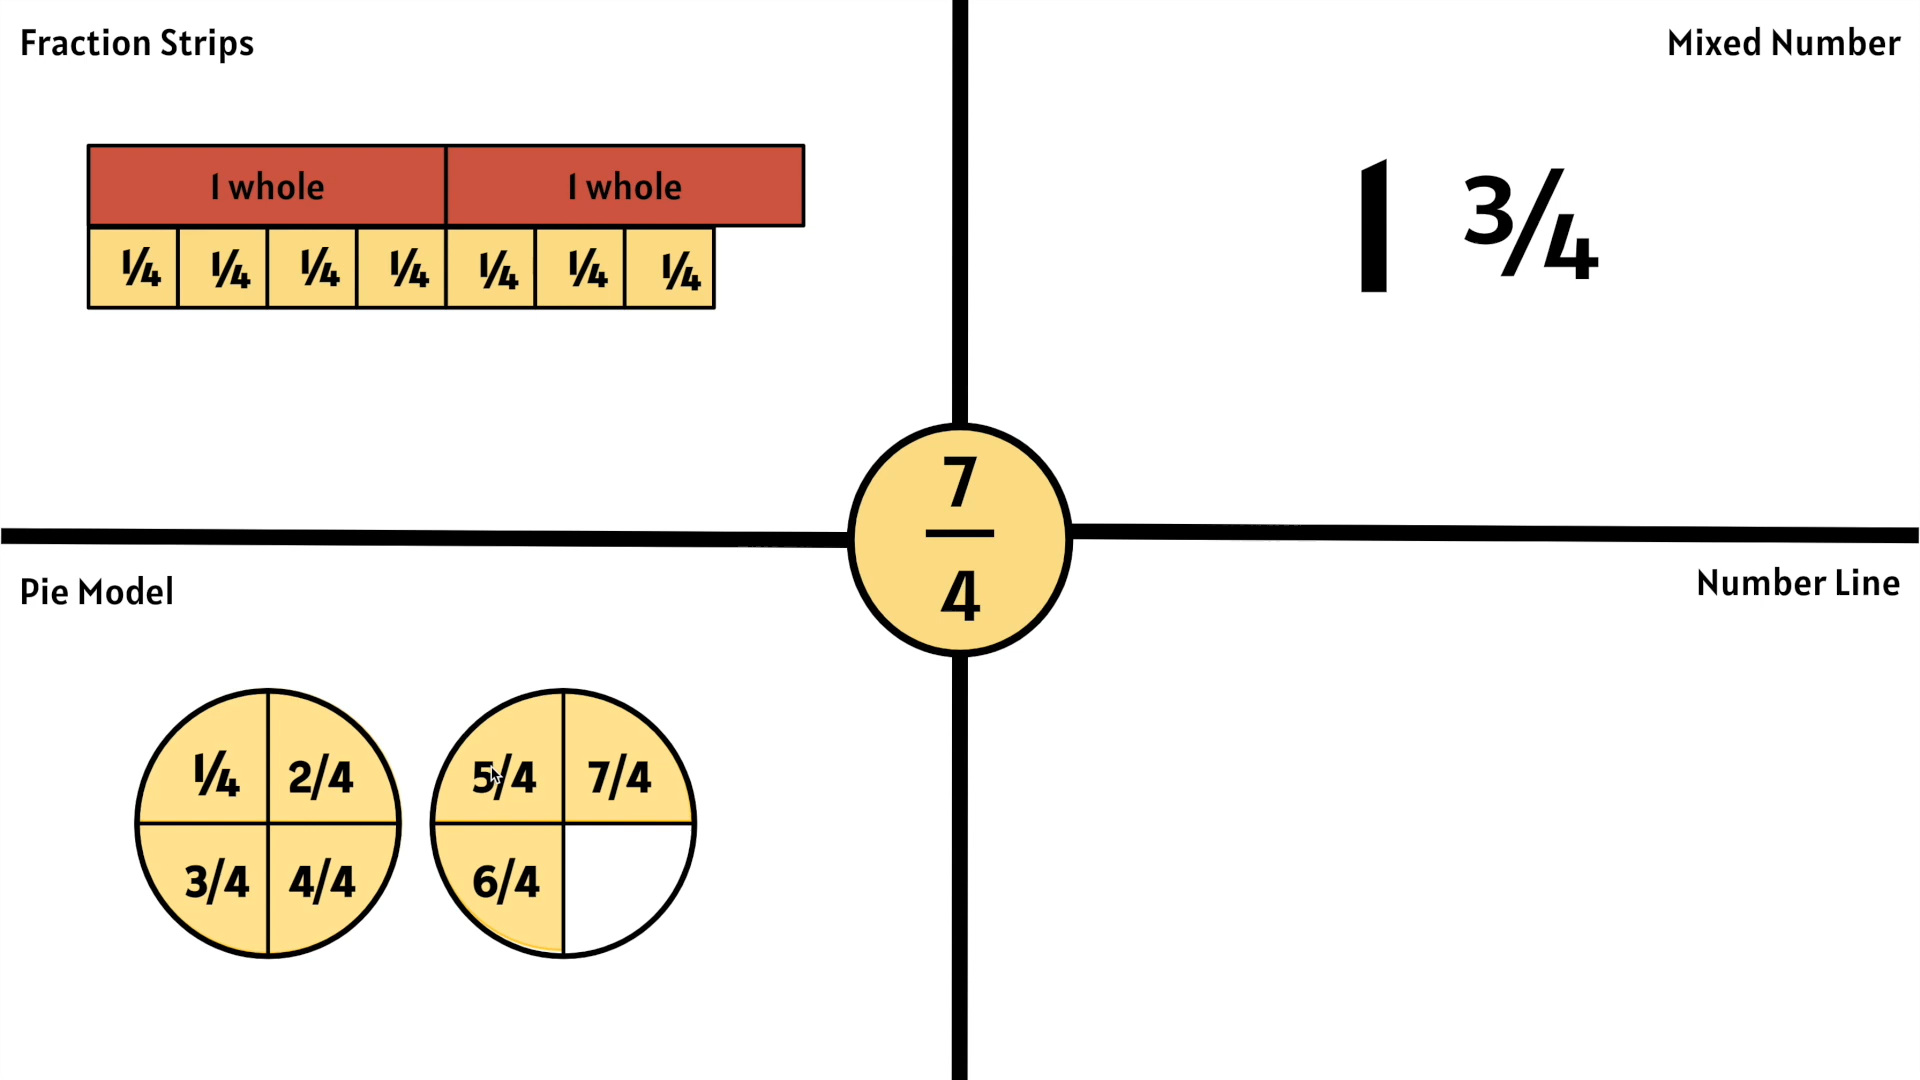 Fraction Strips
1 whole 1 whole
¼ ¼ ¼ ¼ ¼ ¼ ¼
Mixed Number
1 ¾
7
4
Pie Model
¼ 2/4
3/4 4/4
5/4 7/4
6/4
Number Line